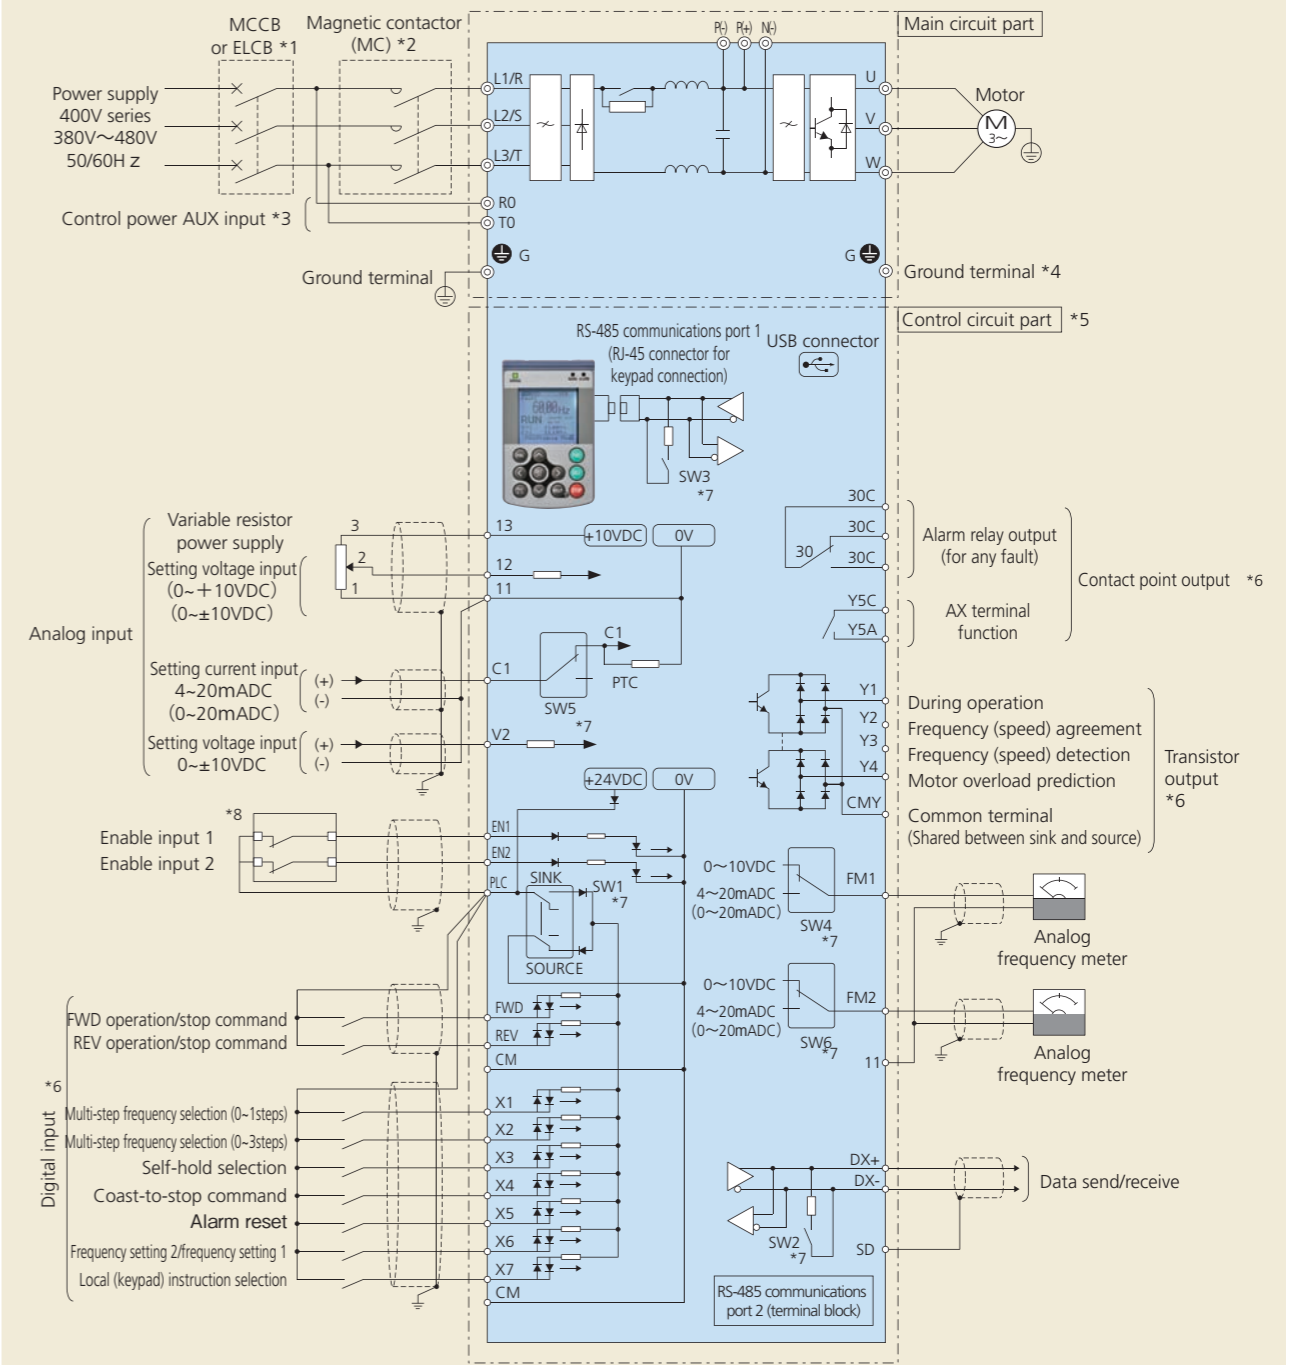 MCCB
or ELCB *1
Magnetic contactor
(MC) *2
P(-) P(+) N(-)
Main circuit part
Power supply
400V series
380V～480V
50/60H z
L1/R
L2/S
L3/T
U
V
W
Motor
M
3~
R0
T0
Control power AUX input *3
G
G
Ground terminal
Ground terminal *4
Control circuit part
*5
RS-485 communications port 1
(RJ-45 connector for
keypad connection)
USB connector
60.00Hz
RUN
SW3
*7
30C
30C
30C
30
Alarm relay output
(for any fault)
Contact point output *6
Y5C
Y5A
AX terminal
function
Analog input
Variable resistor
power supply
Setting voltage input
(0~＋10VDC)
(0~±10VDC)
3
2
1
13
12
11
+10VDC
0V
Setting current input
4~20mADC
(0~20mADC)
(+)
(-)
C1
C1
PTC
SW5
*7
Setting voltage input
0~±10VDC
(+)
(-)
V2
Y1
Y2
Y3
Y4
CMY
During operation
Frequency (speed) agreement
Frequency (speed) detection
Motor overload prediction
Common terminal
(Shared between sink and source)
Transistor
output
*6
+24VDC
0V
*8
Enable input 1
Enable input 2
EN1
EN2
PLC
SINK
SW1
*7
SOURCE
0～10VDC
4～20mADC
(0～20mADC)
SW4
*7
FM1
Analog
frequency meter
0～10VDC
4～20mADC
(0～20mADC)
SW6
*7
FM2
Analog
frequency meter
11
Digital input
*6
FWD operation/stop command
REV operation/stop command
FWD
REV
CM
Multi-step frequency selection (0~1steps)
Multi-step frequency selection (0~3steps)
Self-hold selection
Coast-to-stop command
Alarm reset
Frequency setting 2/frequency setting 1
Local (keypad) instruction selection
X1
X2
X3
X4
X5
X6
X7
CM
DX+
DX-
SD
Data send/receive
SW2
*7
RS-485 communications
port 2 (terminal block)